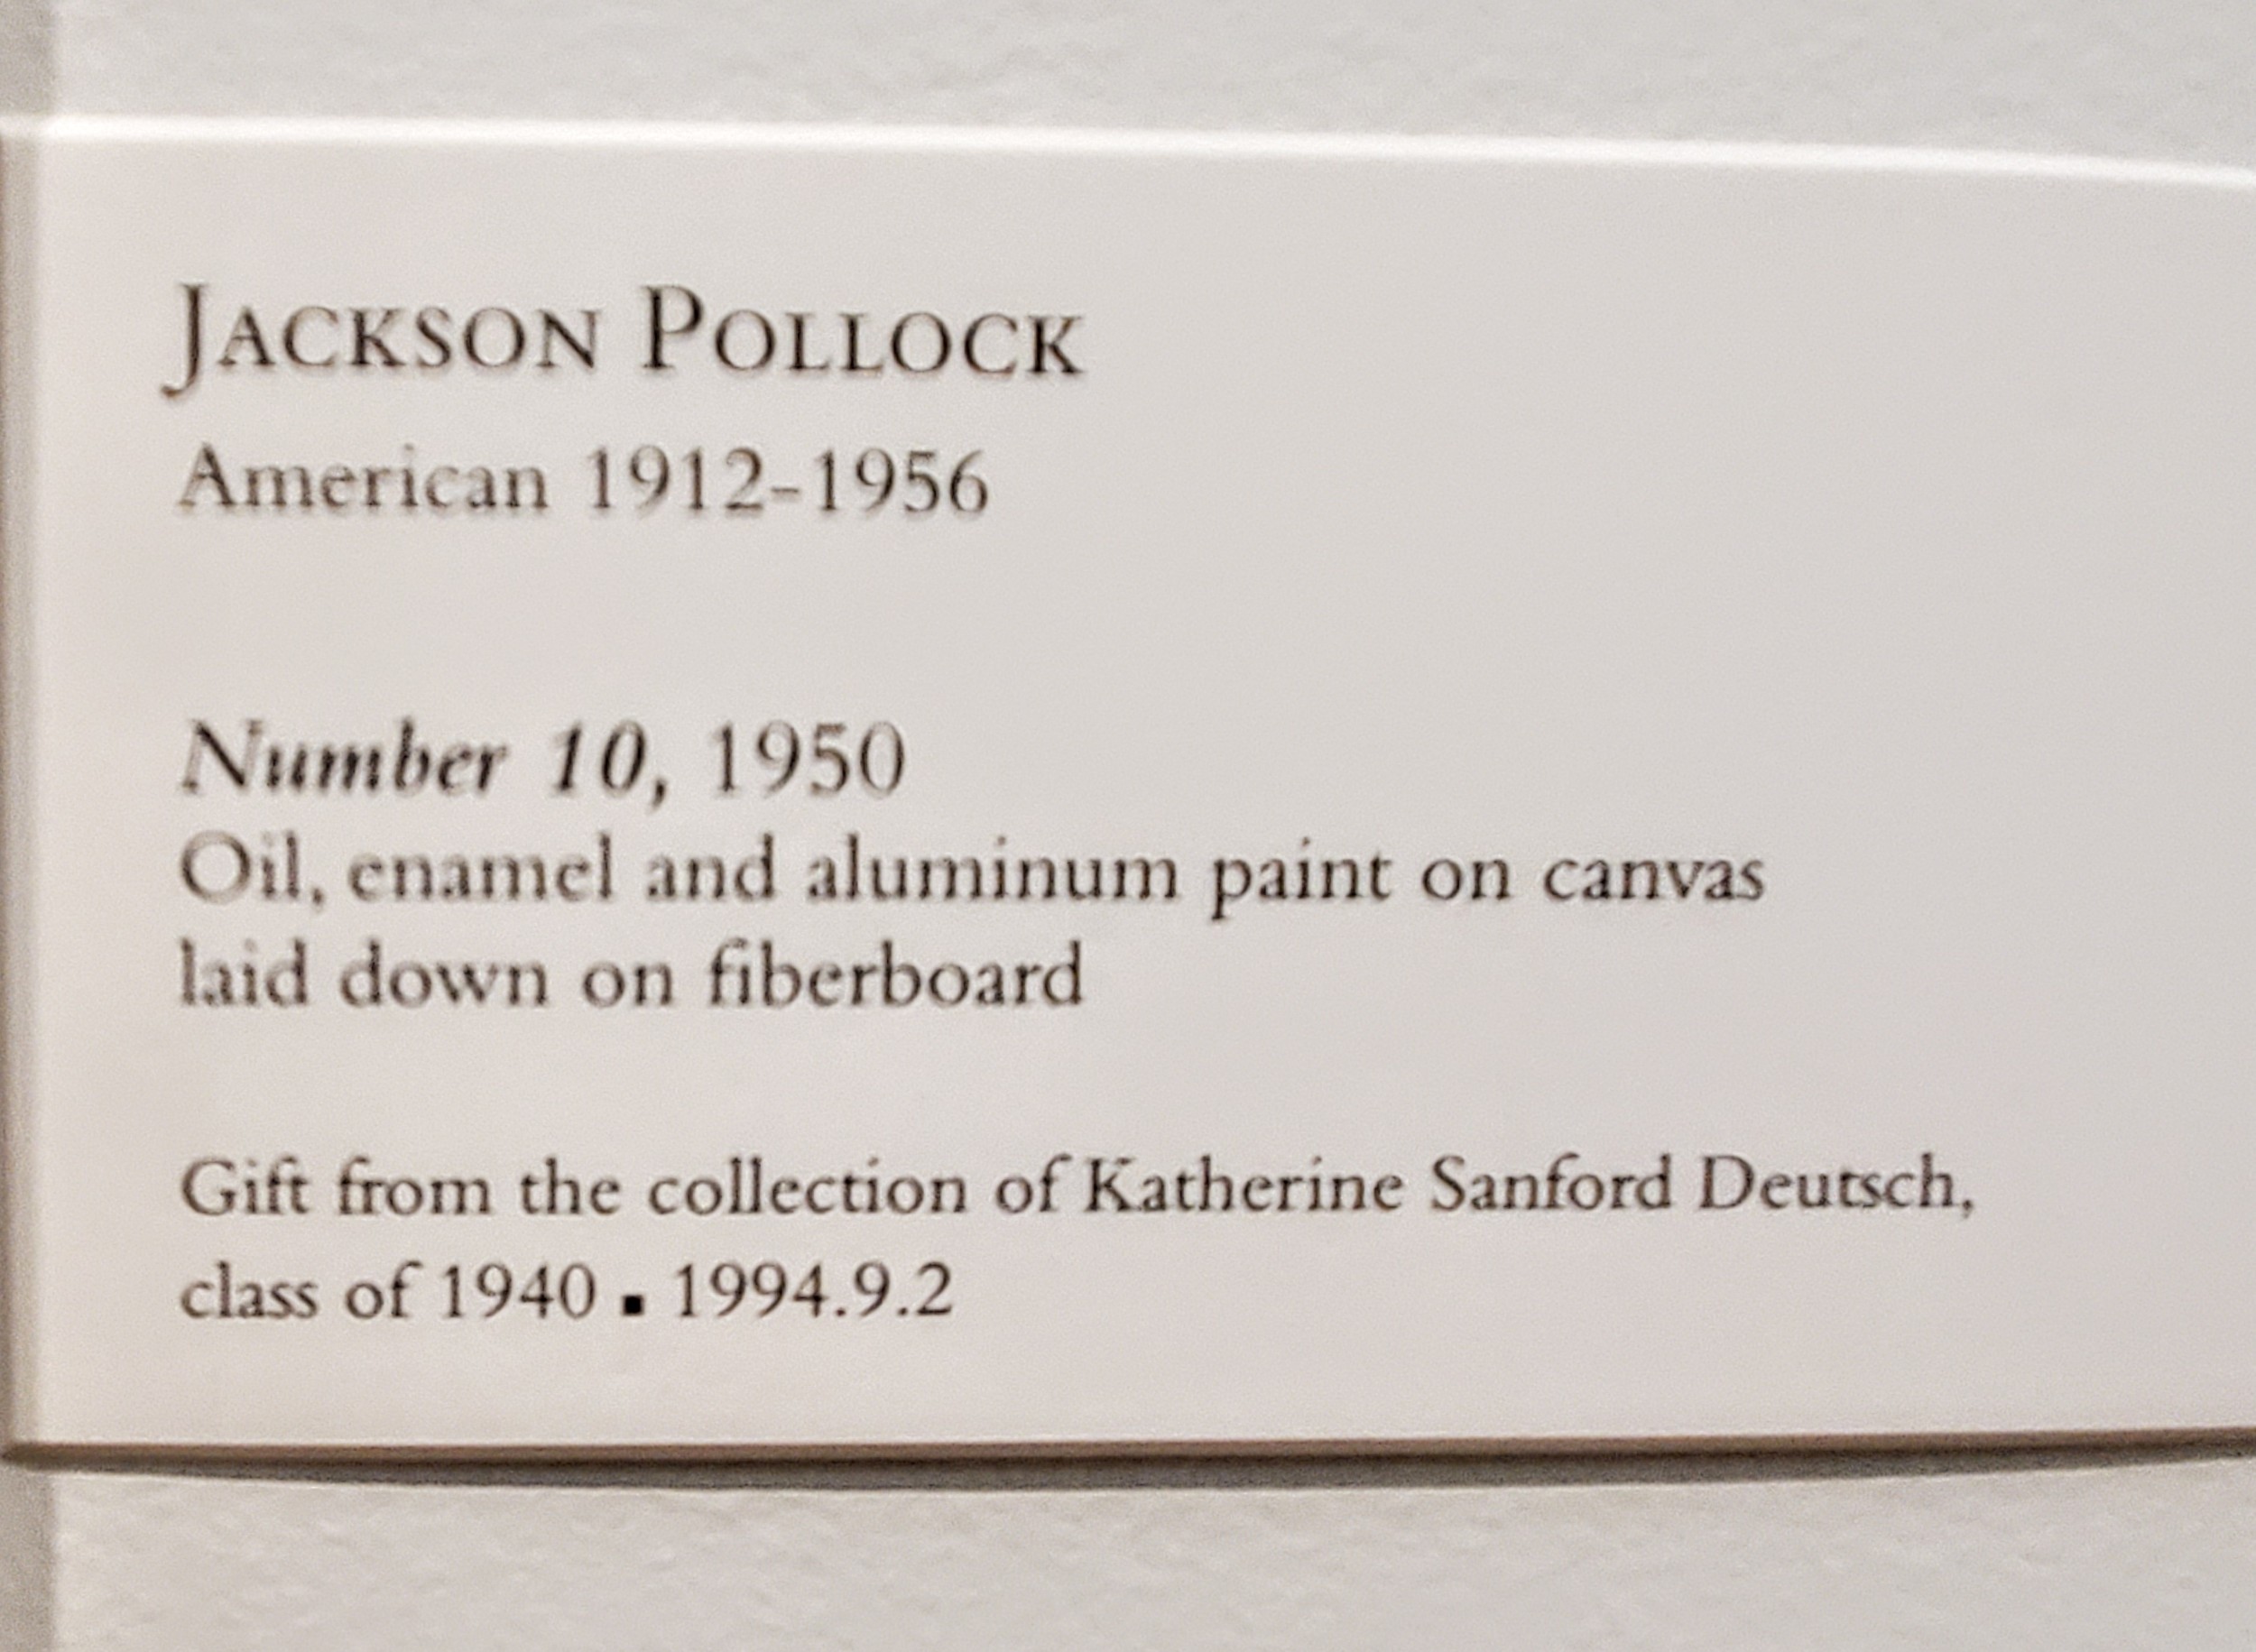 JACKSON POLLOCK
American 1912-1956
Number 10, 1950
Oil, enamel and aluminum paint on canvas
laid down on fiberboard
Gift from the collection of Katherine Sanford Deutsch,
class of 1940 ▪ 1994.9.2